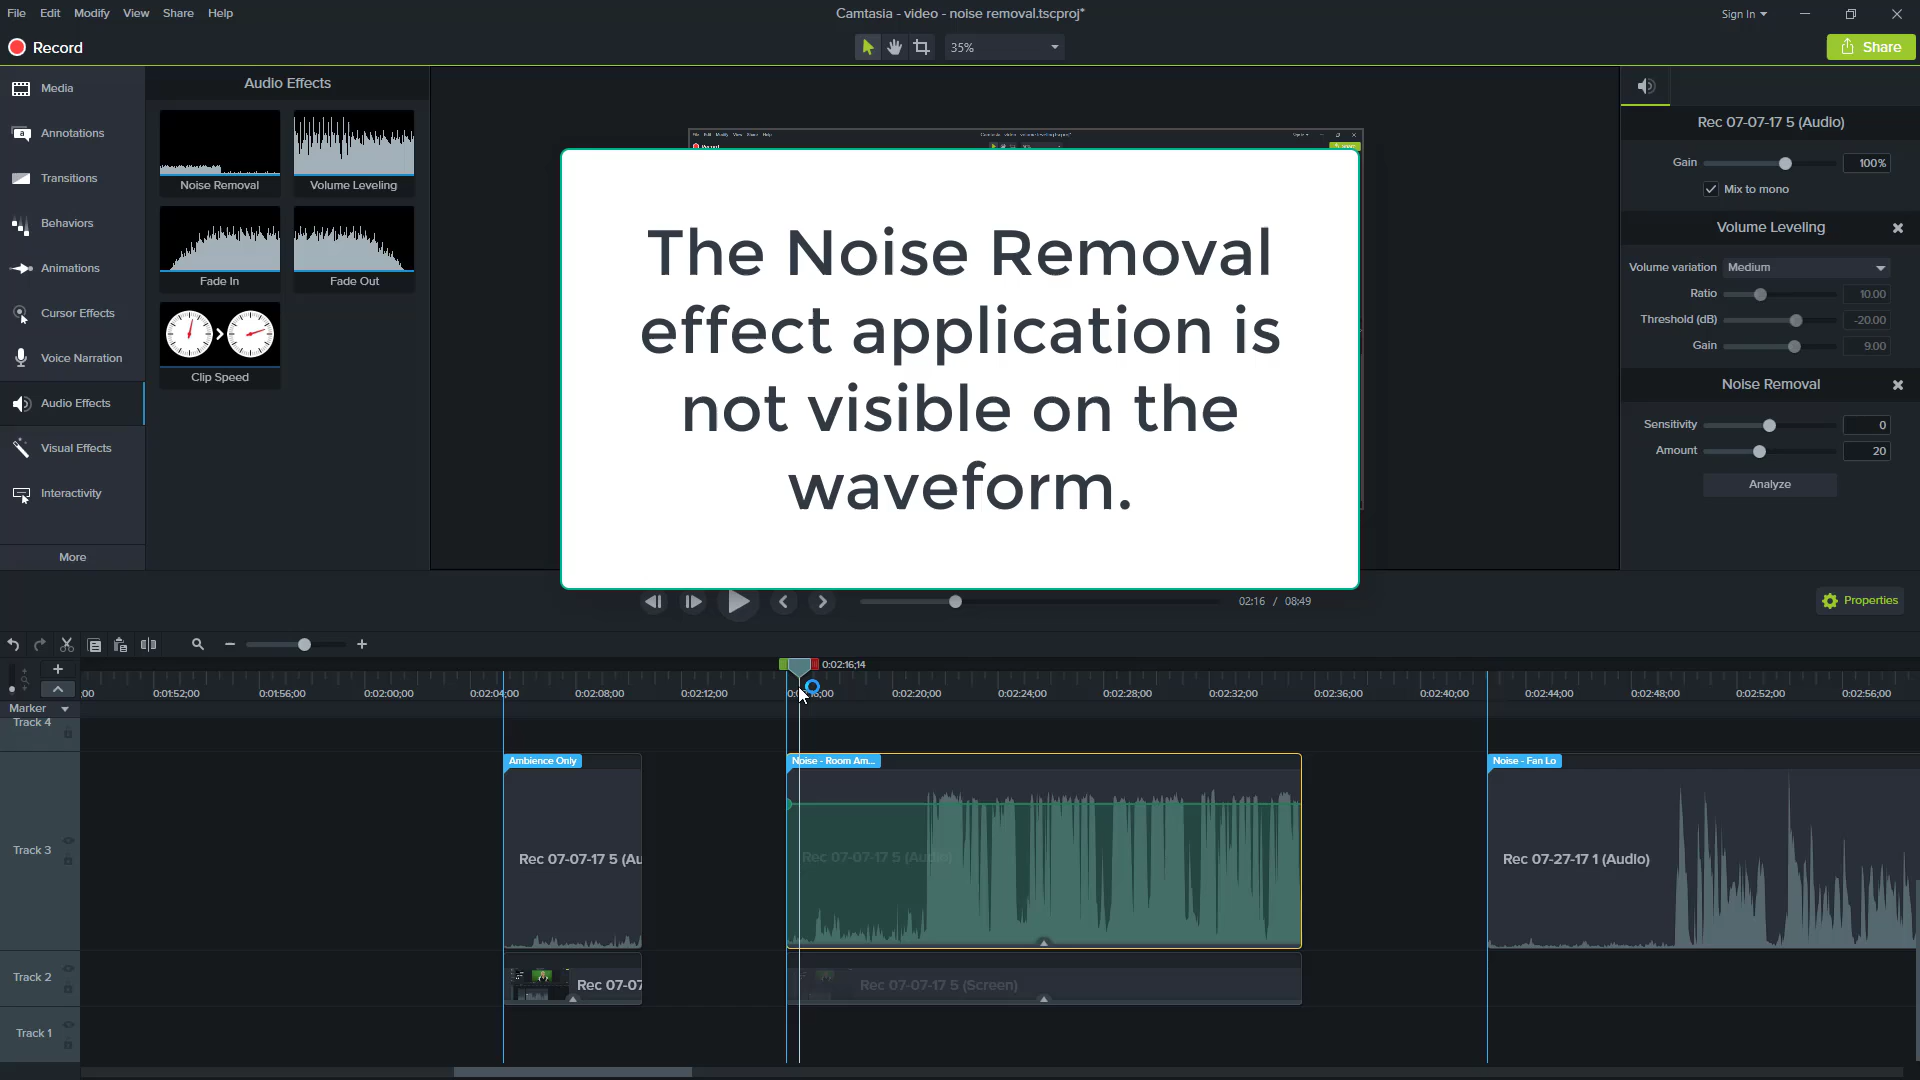 File Edit Modify View Share Help
Camtasia - video - noise removal.tscproj*
Sign In
Record
35%
Share
Media
Annotations
Transitions
Behaviors
Animations
Cursor Effects
Voice Narration
Audio Effects
Visual Effects
Interactivity
More
Audio Effects
Noise Removal
Volume Leveling
Fade In
Fade Out
Clip Speed
The Noise Removal
effect application is
not visible on the
waveform.
Rec 07-07-17 5 (Audio)
Gain 100%
Mix to mono
Volume Leveling
Volume variation Medium
Ratio 10.00
Threshold (dB) -20.00
Gain 9.00
Noise Removal
Sensitivity 0
Amount 20
Analyze
02:16 / 08:49
Properties
0:02:16;14
0:01:52;00 0:01:56;00 0:02:00;00 0:02:04;00 0:02:08;00 0:02:12;00 0:02:20;00 0:02:24;00 0:02:28;00 0:02:32;00 0:02:36;00 0:02:40;00 0:02:44;00 0:02:48;00 0:02:52;00 0:02:56;00
Marker
Track 4
Ambience Only
Noise - Room Am...
Noise - Fan Lo
Track 3
Rec 07-07-17 5 (Au
Rec 07-07-17 5 (Audio)
Rec 07-27-17 1 (Audio)
Track 2
Rec 07-07
Rec 07-07-17 5 (Screen)
Track 1